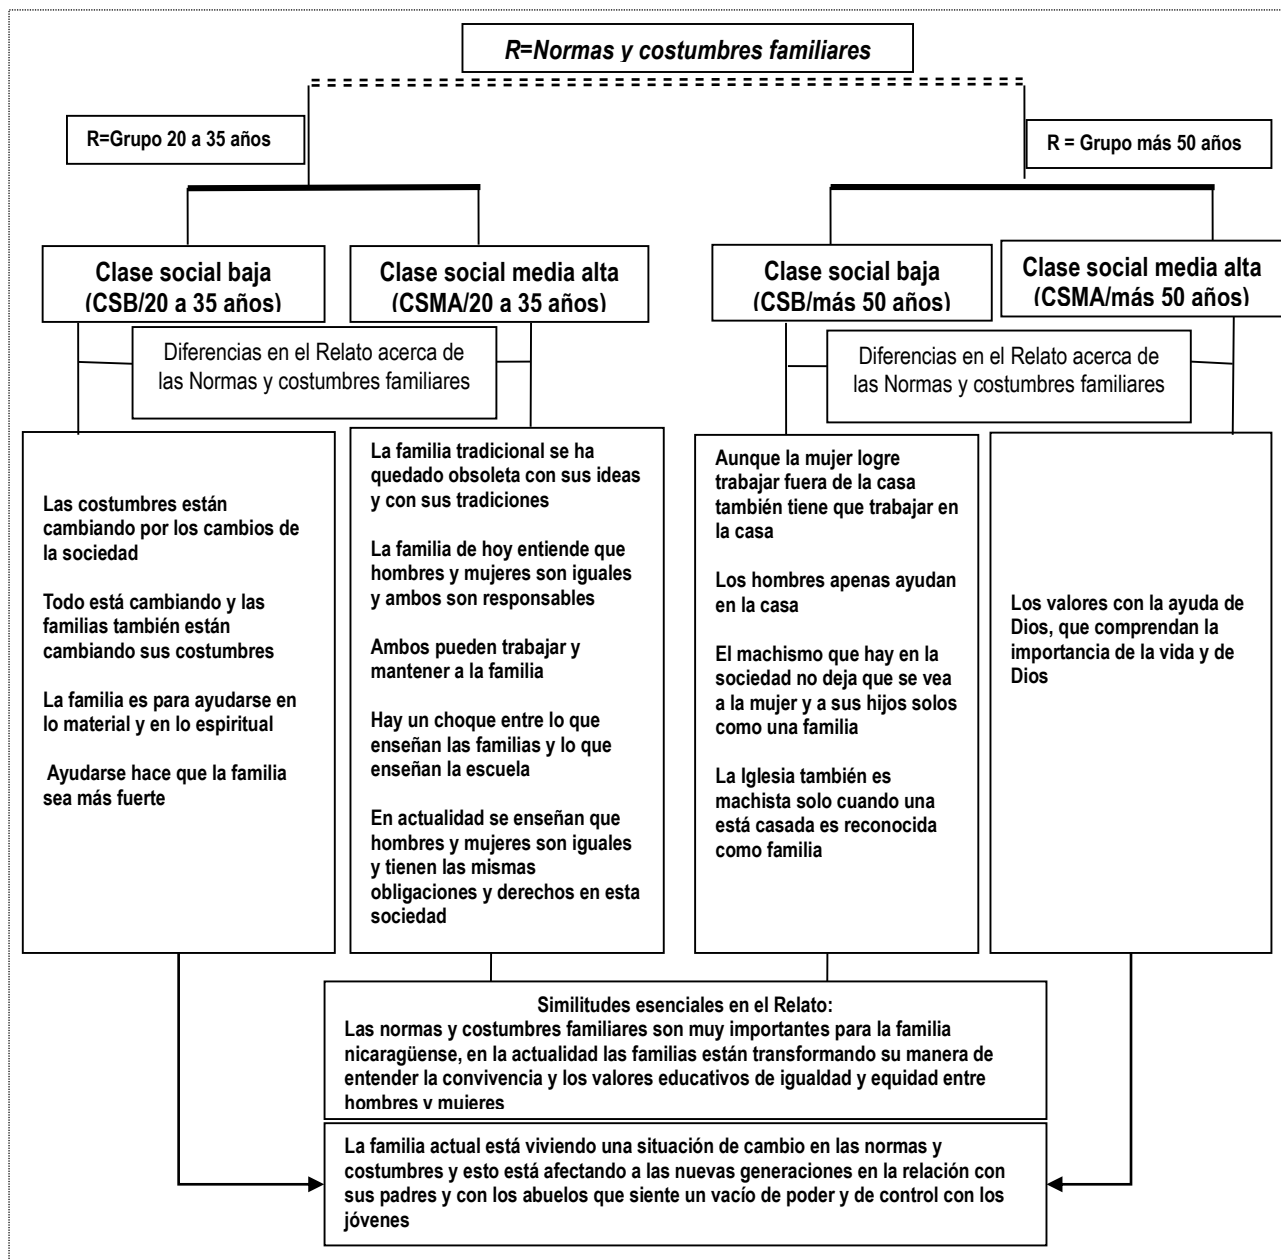 R=Normas y costumbres familiares
R=Grupo 20 a 35 años
R = Grupo más 50 años
Clase social baja
(CSB/20 a 35 años)
Clase social media alta
(CSMA/20 a 35 años)
Clase social baja
(CSB/más 50 años)
Clase social media alta
(CSMA/más 50 años)
Diferencias en el Relato acerca de
las Normas y costumbres familiares
Diferencias en el Relato acerca de
las Normas y costumbres familiares
Las costumbres están
cambiando por los cambios de
la sociedad
Todo está cambiando y las
familias también están
cambiando sus costumbres
La familia es para ayudarse en
lo material y en lo espiritual
Ayudarse hace que la familia
sea más fuerte
La familia tradicional se ha
quedado obsoleta con sus ideas
y con sus tradiciones
La familia de hoy entiende que
hombres y mujeres son iguales
y ambos son responsables
Ambos pueden trabajar y
mantener a la familia
Hay un choque entre lo que
enseñan las familias y lo que
enseñan la escuela
En actualidad se enseñan que
hombres y mujeres son iguales
y tienen las mismas
obligaciones y derechos en esta
sociedad
Aunque la mujer logre
trabajar fuera de la casa
también tiene que trabajar en
la casa
Los hombres apenas ayudan
en la casa
El machismo que hay en la
sociedad no deja que se vea
a la mujer y a sus hijos solos
como una familia
La Iglesia también es
machista solo cuando una
está casada es reconocida
como familia
Los valores con la ayuda de
Dios, que comprendan la
importancia de la vida y de
Dios
Similitudes esenciales en el Relato:
Las normas y costumbres familiares son muy importantes para la familia
nicaragüense, en la actualidad las familias están transformando su manera de
entender la convivencia y los valores educativos de igualdad y equidad entre
hombres y mujeres
La familia actual está viviendo una situación de cambio en las normas y
costumbres y esto está afectando a las nuevas generaciones en la relación con
sus padres y con los abuelos que siente un vacío de poder y de control con los
jóvenes